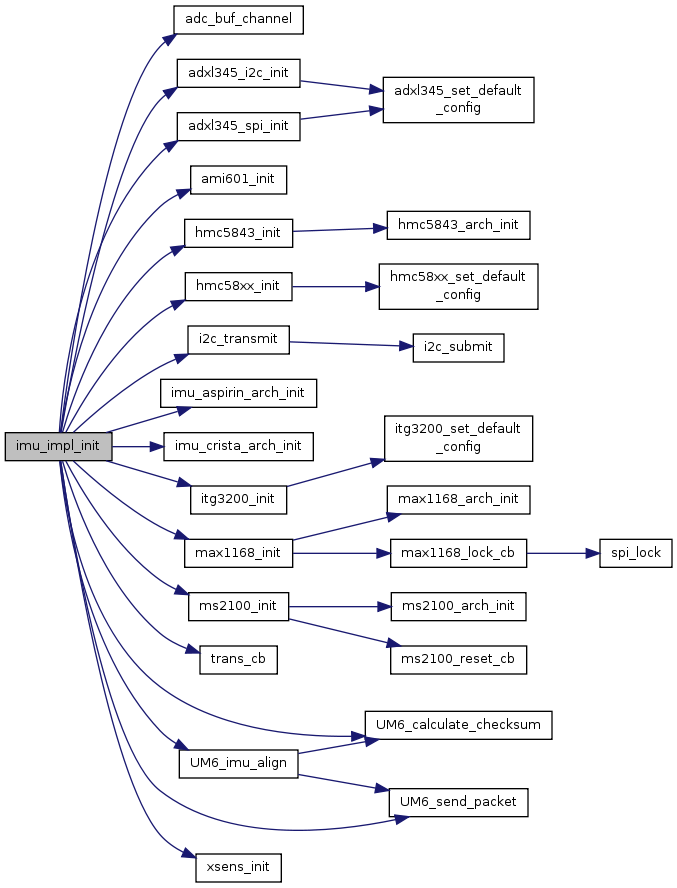 adc_buf_channel
adxl345_i2c_init
adxl345_set_default
_config
adxl345_spi_init
ami601_init
hmc5843_init
hmc5843_arch_init
hmc58xx_init
hmc58xx_set_default
_config
i2c_transmit
i2c_submit
imu_aspirin_arch_init
imu_impl_init
imu_crista_arch_init
itg3200_set_default
_config
itg3200_init
max1168_arch_init
max1168_init
max1168_lock_cb
spi_lock
ms2100_init
ms2100_arch_init
trans_cb
ms2100_reset_cb
UM6_calculate_checksum
UM6_imu_align
UM6_send_packet
xsens_init